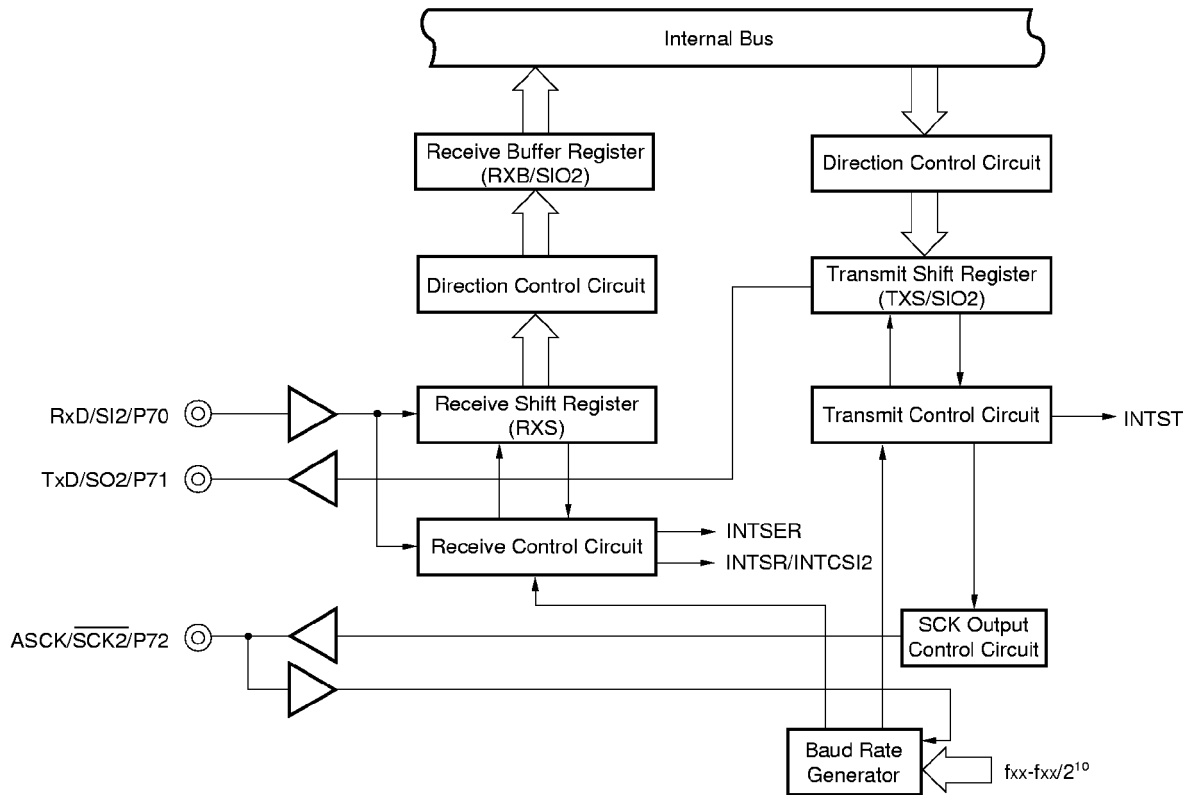 Internal Bus
Receive Buffer Register
(RXB/SIO2)
Direction Control Circuit
Direction Control Circuit
Transmit Shift Register
(TXS/SIO2)
RxD/SI2/P70
Receive Shift Register
(RXS)
Transmit Control Circuit
INTST
TxD/SO2/P71
Receive Control Circuit
INTSER
INTSR/INTCSI2
ASCK/S̅C̅K̅2̅/P72
SCK Output
Control Circuit
Baud Rate
Generator
fxx-fxx/2¹⁰